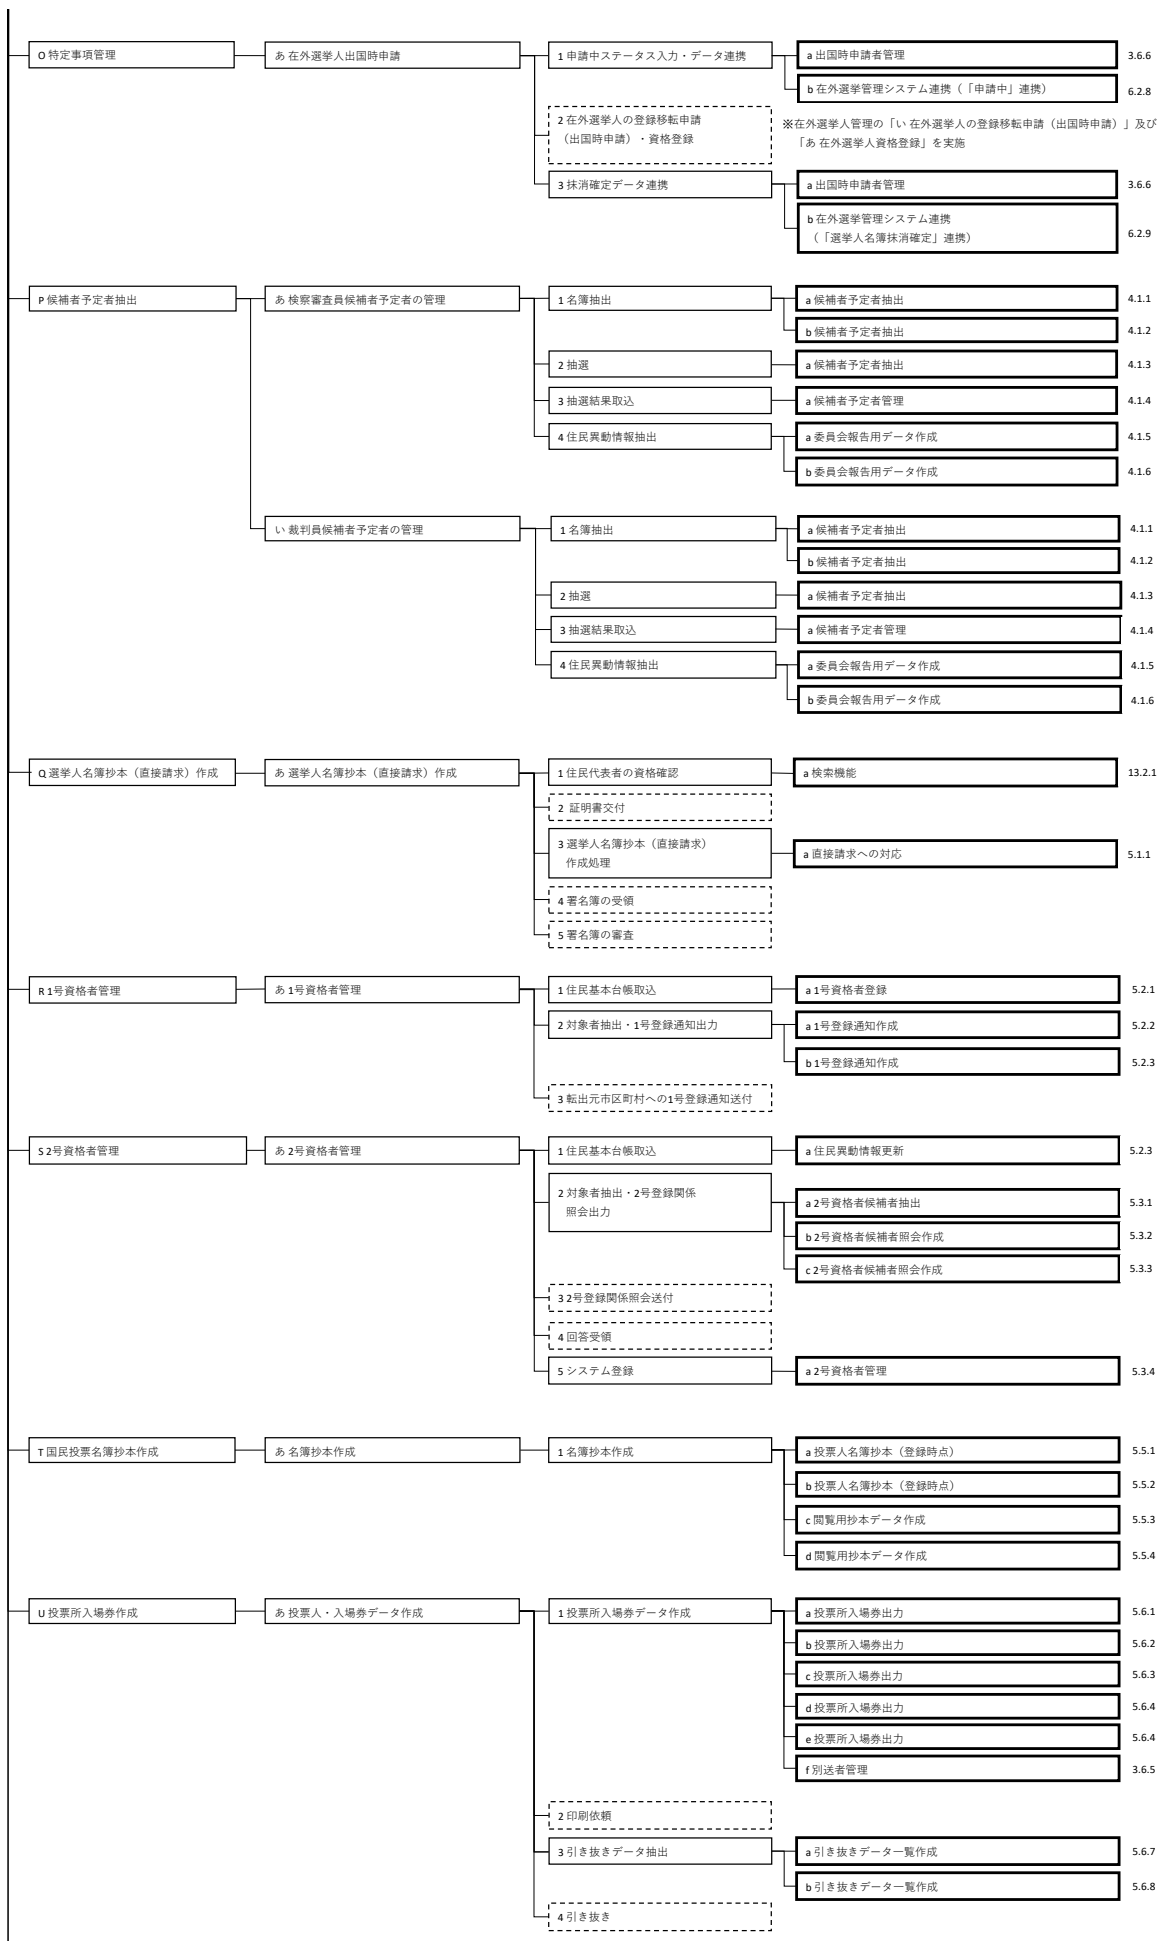 O 特定事項管理
あ 在外選挙人出国時申請
1 申請中ステータス入力・データ連携
a 出国時申請者管理
3.6.6
b 在外選挙管理システム連携（「申請中」連携）
6.2.8
2 在外選挙人の登録移転申請
（出国時申請）・資格登録
※在外選挙人管理の「い 在外選挙人の登録移転申請（出国時申請）」及び
「あ 在外選挙人資格登録」を実施
3 抹消確定データ連携
a 出国時申請者管理
3.6.6
b 在外選挙管理システム連携
（「選挙人名簿抹消確定」連携）
6.2.9
P 候補者予定者抽出
あ 検察審査員候補者予定者の管理
1 名簿抽出
a 候補者予定者抽出
4.1.1
b 候補者予定者抽出
4.1.2
2 抽選
a 候補者予定者抽出
4.1.3
3 抽選結果取込
a 候補者予定者管理
4.1.4
4 住民異動情報抽出
a 委員会報告用データ作成
4.1.5
b 委員会報告用データ作成
4.1.6
い 裁判員候補者予定者の管理
1 名簿抽出
a 候補者予定者抽出
4.1.1
b 候補者予定者抽出
4.1.2
2 抽選
a 候補者予定者抽出
4.1.3
3 抽選結果取込
a 候補者予定者管理
4.1.4
4 住民異動情報抽出
a 委員会報告用データ作成
4.1.5
b 委員会報告用データ作成
4.1.6
Q 選挙人名簿抄本（直接請求）作成
あ 選挙人名簿抄本（直接請求）作成
1 住民代表者の資格確認
a 検索機能
13.2.1
2 証明書交付
3 選挙人名簿抄本（直接請求）
作成処理
a 直接請求への対応
5.1.1
4 署名簿の受領
5 署名簿の審査
R 1号資格者管理
あ 1号資格者管理
1 住民基本台帳取込
a 1号資格者登録
5.2.1
2 対象者抽出・1号登録通知出力
a 1号登録通知作成
5.2.2
b 1号登録通知作成
5.2.3
3 転出元市区町村への1号登録通知送付
S 2号資格者管理
あ 2号資格者管理
1 住民基本台帳取込
a 住民異動情報更新
5.2.3
2 対象者抽出・2号登録関係
照会出力
a 2号資格者候補者抽出
5.3.1
b 2号資格者候補者照会作成
5.3.2
c 2号資格者候補者照会作成
5.3.3
3 2号登録関係照会送付
4 回答受領
5 システム登録
a 2号資格者管理
5.3.4
T 国民投票名簿抄本作成
あ 名簿抄本作成
1 名簿抄本作成
a 投票人名簿抄本（登録時点）
5.5.1
b 投票人名簿抄本（登録時点）
5.5.2
c 閲覧用抄本データ作成
5.5.3
d 閲覧用抄本データ作成
5.5.4
U 投票所入場券作成
あ 投票人・入場券データ作成
1 投票所入場券データ作成
a 投票所入場券出力
5.6.1
b 投票所入場券出力
5.6.2
c 投票所入場券出力
5.6.3
d 投票所入場券出力
5.6.4
e 投票所入場券出力
5.6.4
f 別送者管理
3.6.5
2 印刷依頼
3 引き抜きデータ抽出
a 引き抜きデータ一覧作成
5.6.7
b 引き抜きデータ一覧作成
5.6.8
4 引き抜き